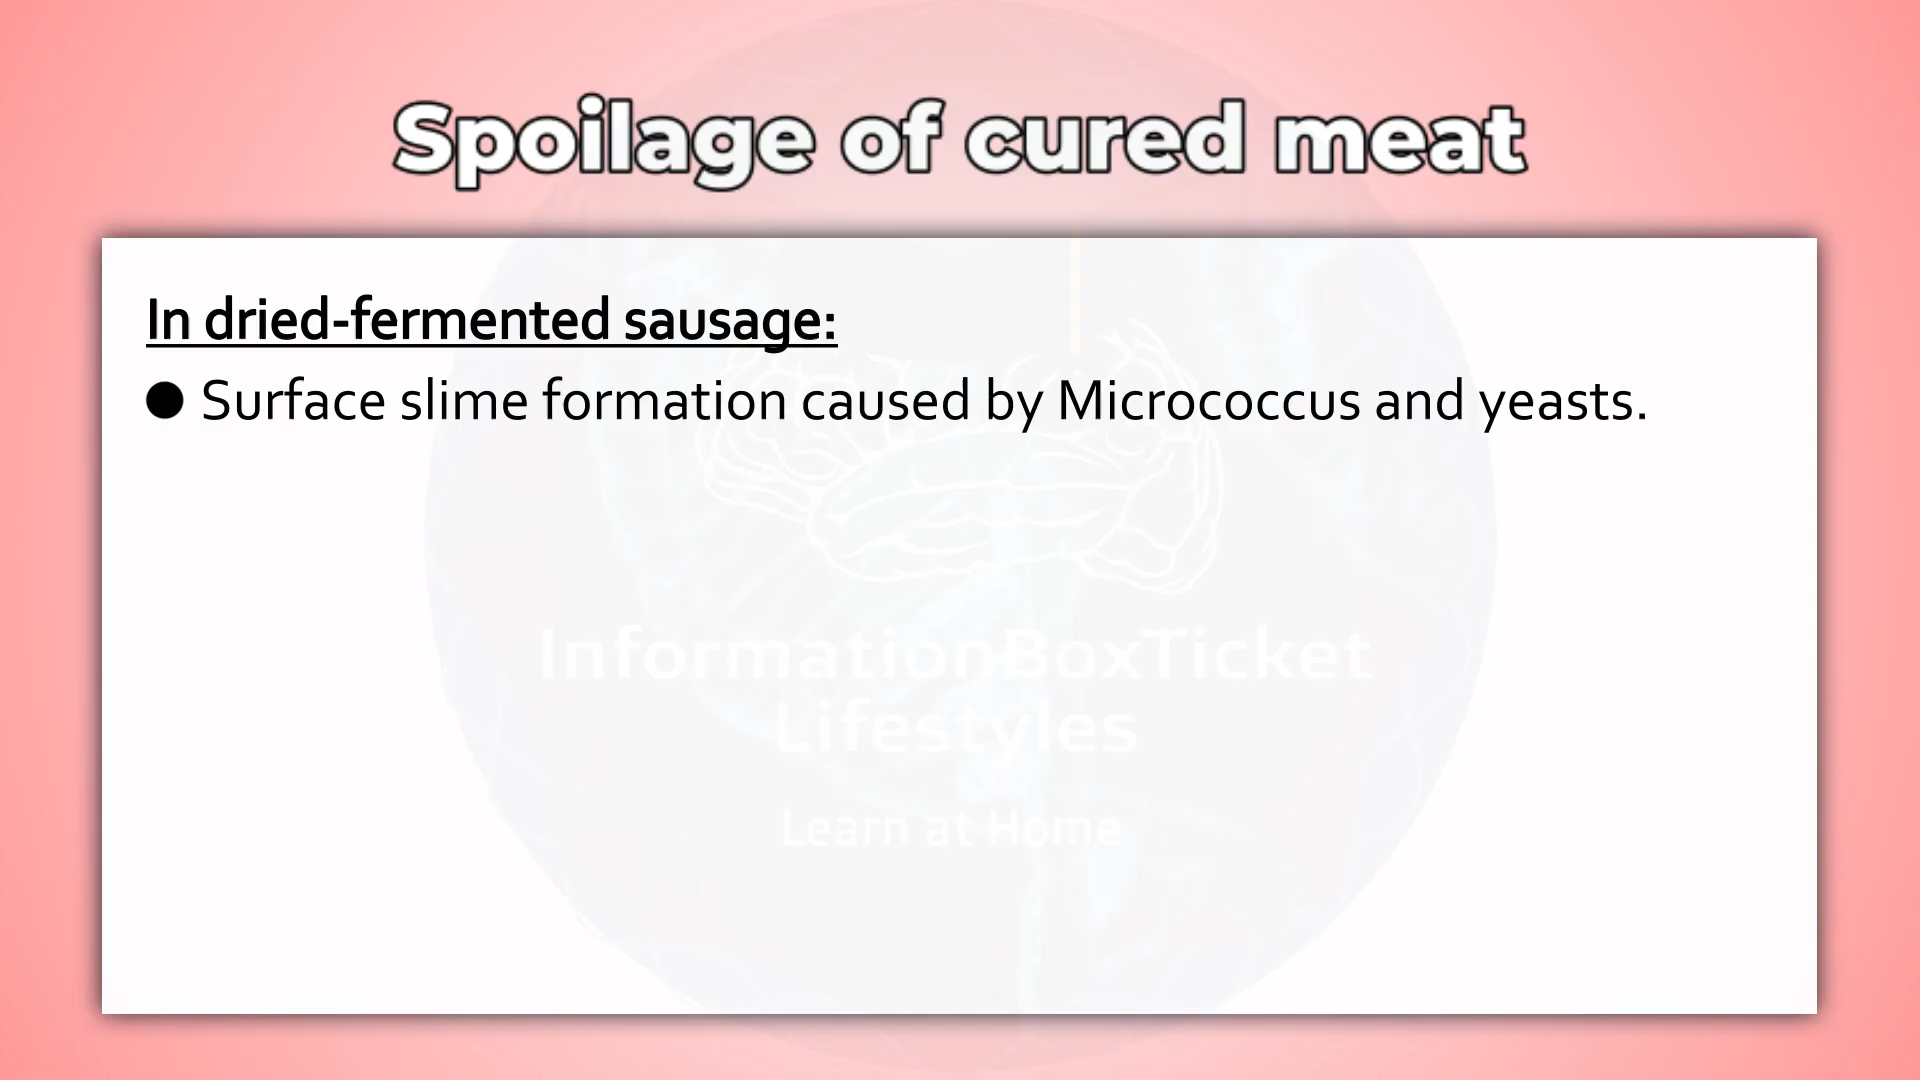 Spoilage of cured meat
In dried-fermented sausage:
● Surface slime formation caused by Micrococcus and yeasts.
InformationBoxTicket
Lifestyles
Learn at Home